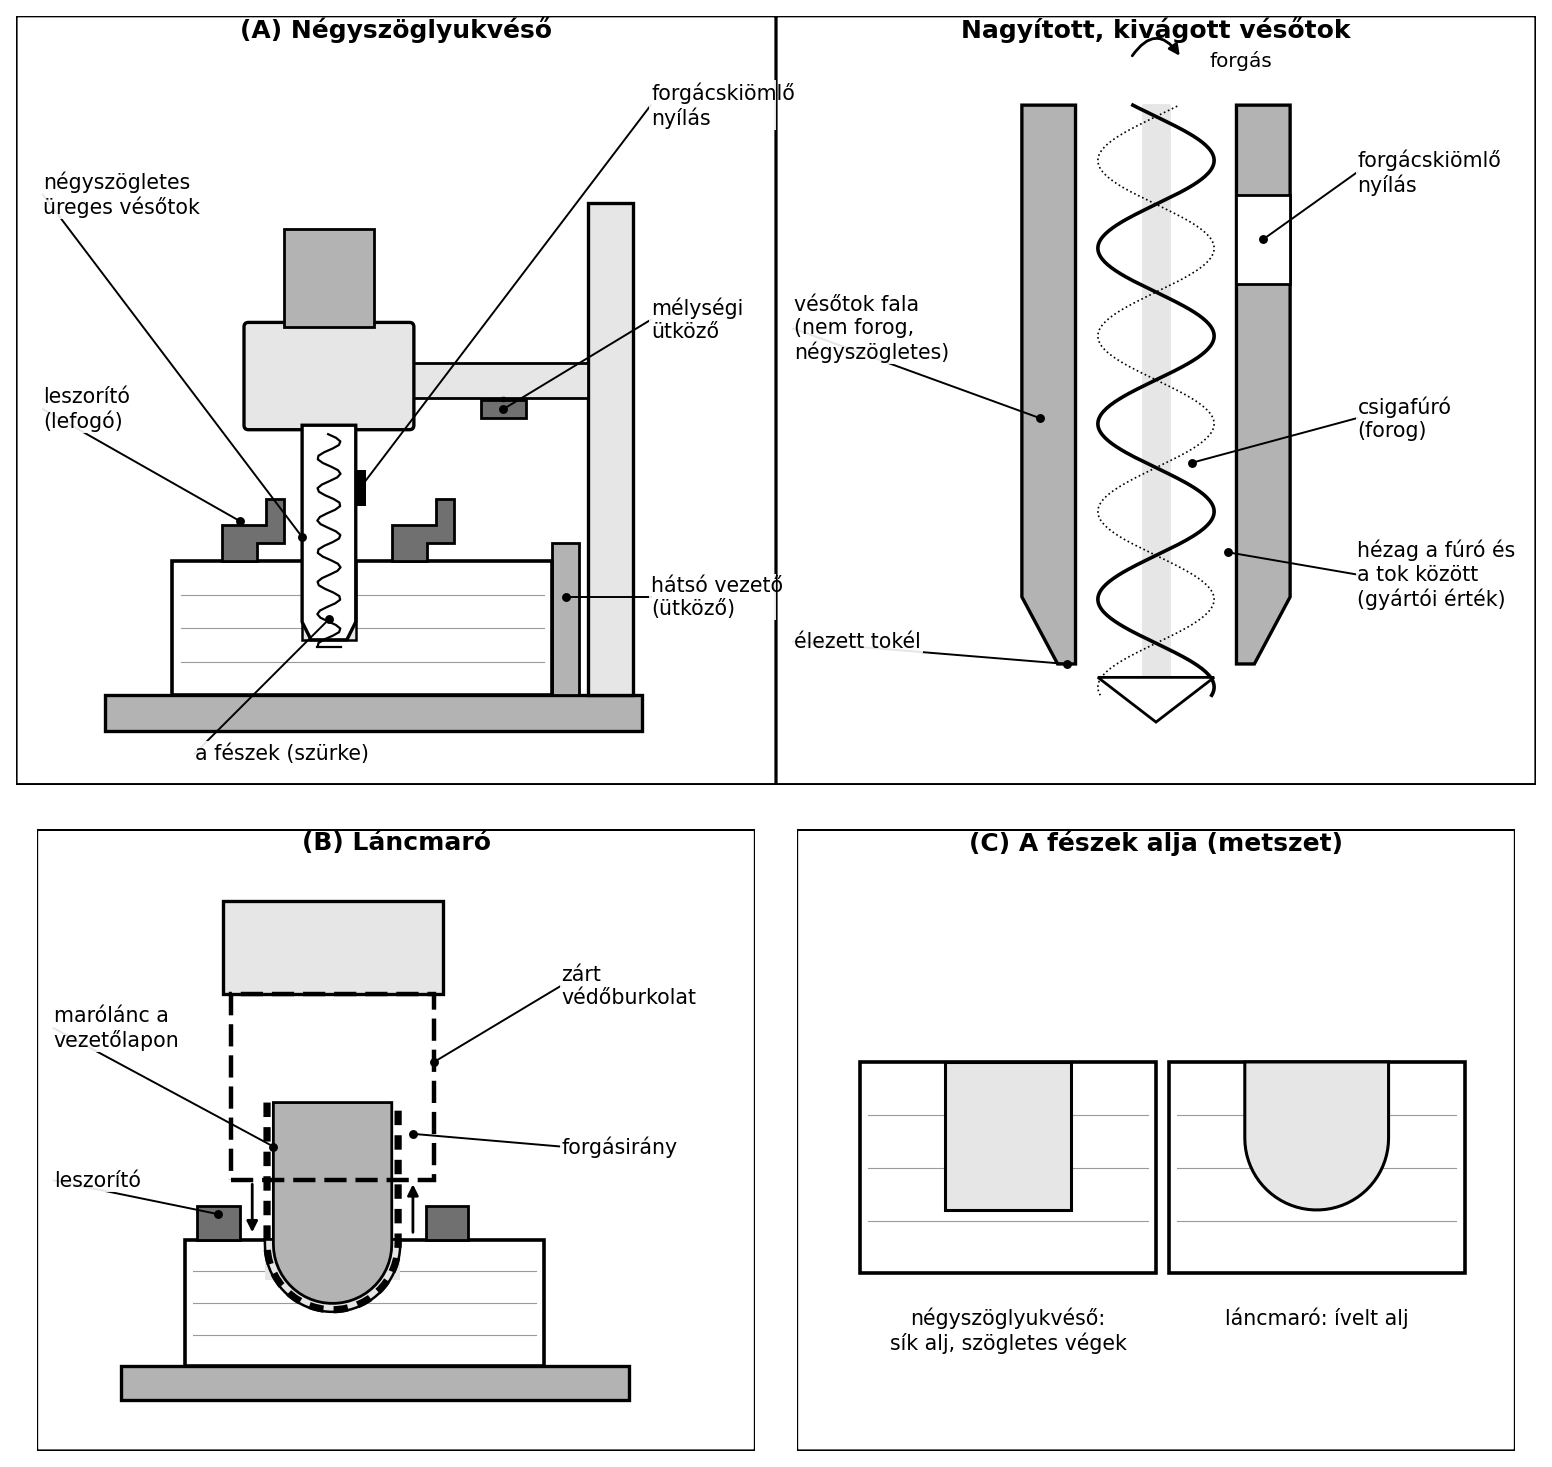 (A) Négyszöglyukvéső
forgácskiömlő
nyílás
négyszögletes
üreges vésőtok
mélységi
ütköző
leszorító
(lefogó)
hátsó vezető
(ütköző)
a fészek (szürke)
Nagyított, kivágott vésőtok
forgás
forgácskiömlő
nyílás
vésőtok fala
(nem forog,
négyszögletes)
csigafúró
(forog)
hézag a fúró és
a tok között
(gyártói érték)
élezett tokél
(B) Láncmaró
zárt
védőburkolat
marólánc a
vezetőlapon
forgásirány
leszorító
(C) A fészek alja (metszet)
négyszöglyukvéső:
sík alj, szögletes végek
láncmaró: ívelt alj